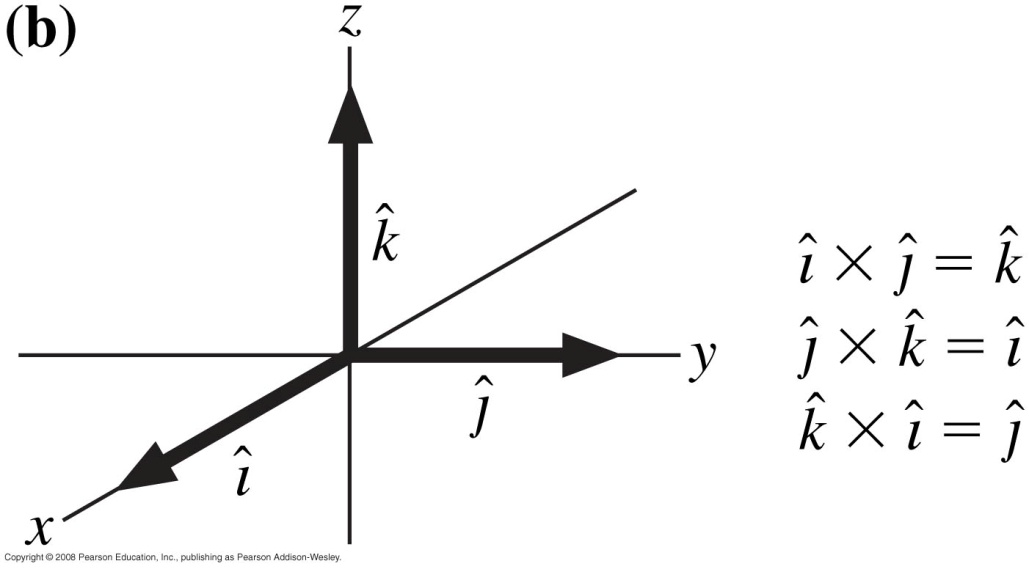 (b)
z
k̂
y
ĵ
î
x
î × ĵ = k̂
ĵ × k̂ = î
k̂ × î = ĵ
Copyright © 2008 Pearson Education, Inc., publishing as Pearson Addison-Wesley.